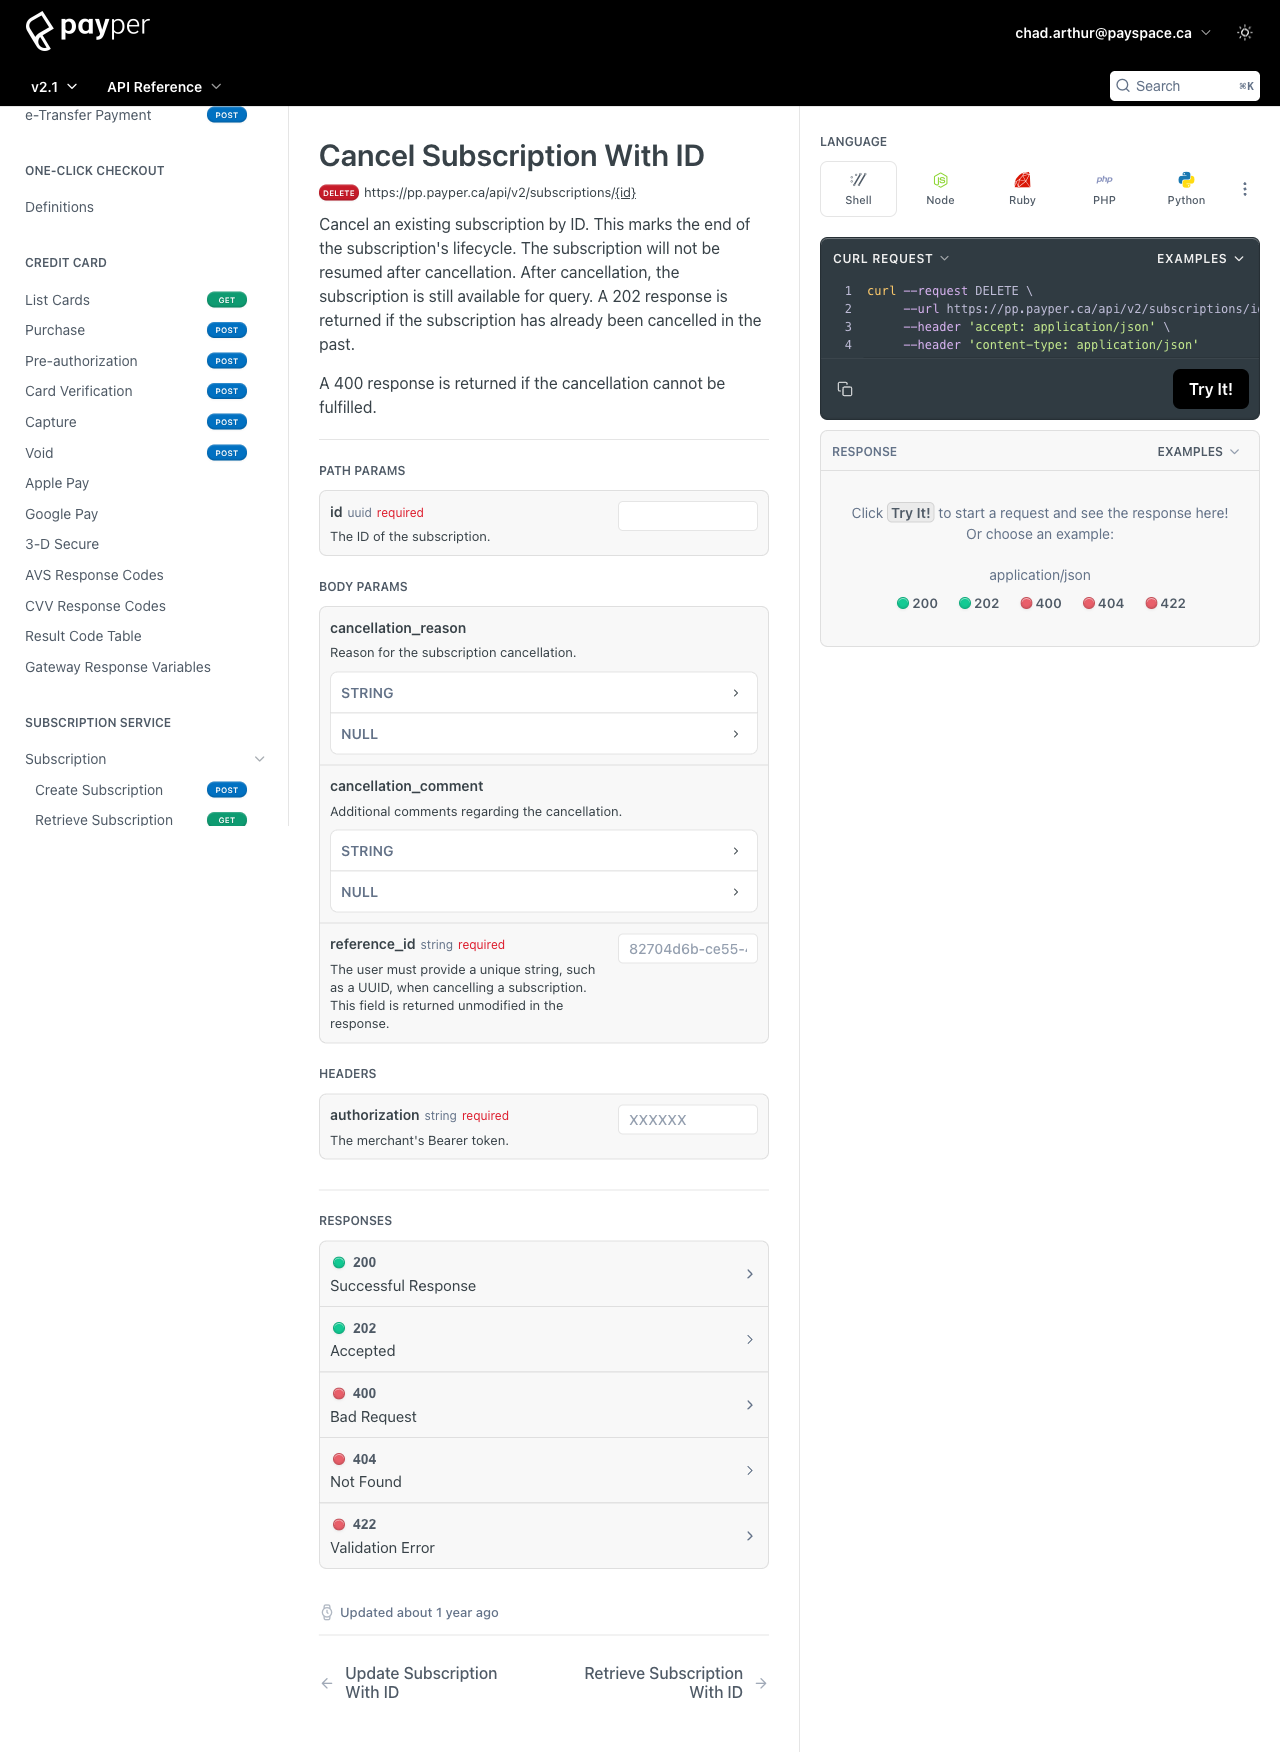 payper
chad.arthur@payspace.ca
v2.1
API Reference
Search
⌘K
e-Transfer Payment POST
ONE-CLICK CHECKOUT
Definitions
CREDIT CARD
List Cards GET
Purchase POST
Pre-authorization POST
Card Verification POST
Capture POST
Void POST
Apple Pay
Google Pay
3-D Secure
AVS Response Codes
CVV Response Codes
Result Code Table
Gateway Response Variables
SUBSCRIPTION SERVICE
Subscription
Create Subscription POST
Retrieve Subscription GET
Cancel Subscription With ID
DELETE https://pp.payper.ca/api/v2/subscriptions/{id}
Cancel an existing subscription by ID. This marks the end of
the subscription's lifecycle. The subscription will not be
resumed after cancellation. After cancellation, the
subscription is still available for query. A 202 response is
returned if the subscription has already been cancelled in the
past.
A 400 response is returned if the cancellation cannot be
fulfilled.
PATH PARAMS
id uuid required
The ID of the subscription.
BODY PARAMS
cancellation_reason
Reason for the subscription cancellation.
STRING
NULL
cancellation_comment
Additional comments regarding the cancellation.
STRING
NULL
reference_id string required
82704d6b-ce55-
The user must provide a unique string, such
as a UUID, when cancelling a subscription.
This field is returned unmodified in the
response.
HEADERS
authorization string required
XXXXXX
The merchant's Bearer token.
RESPONSES
200
Successful Response
202
Accepted
400
Bad Request
404
Not Found
422
Validation Error
Updated about 1 year ago
Update Subscription
With ID
Retrieve Subscription
With ID
LANGUAGE
Shell
Node
Ruby
php
PHP
Python
CURL REQUEST
EXAMPLES
1 curl --request DELETE \
2 --url https://pp.payper.ca/api/v2/subscriptions/i
3 --header 'accept: application/json' \
4 --header 'content-type: application/json'
Try It!
RESPONSE
EXAMPLES
Click Try It! to start a request and see the response here!
Or choose an example:
application/json
200 202 400 404 422